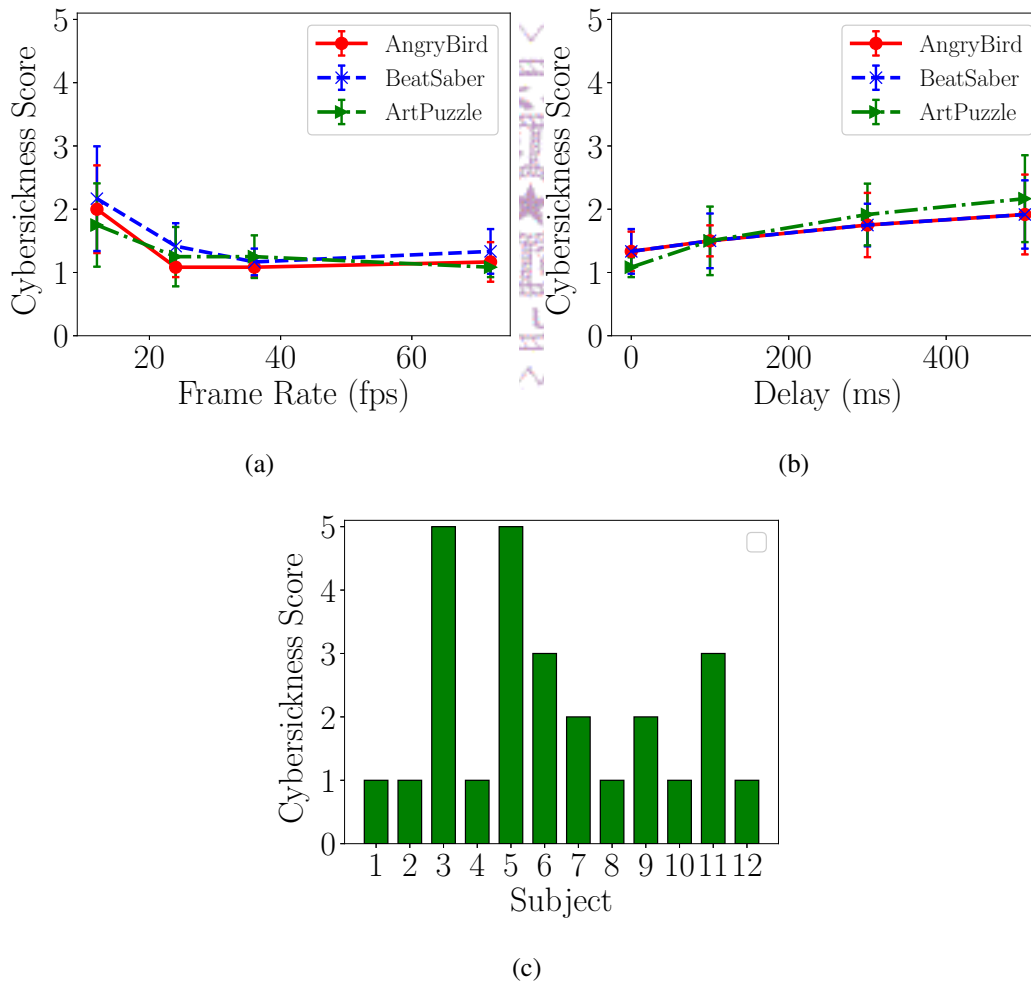 5
4
3
2
1
0
Cybersickness Score
AngryBird
BeatSaber
ArtPuzzle
20 40 60
Frame Rate (fps)
(a)
5
4
3
2
1
0
Cybersickness Score
AngryBird
BeatSaber
ArtPuzzle
0 200 400
Delay (ms)
(b)
5
4
3
2
1
0
Cybersickness Score
1 2 3 4 5 6 7 8 9 10 11 12
Subject
(c)